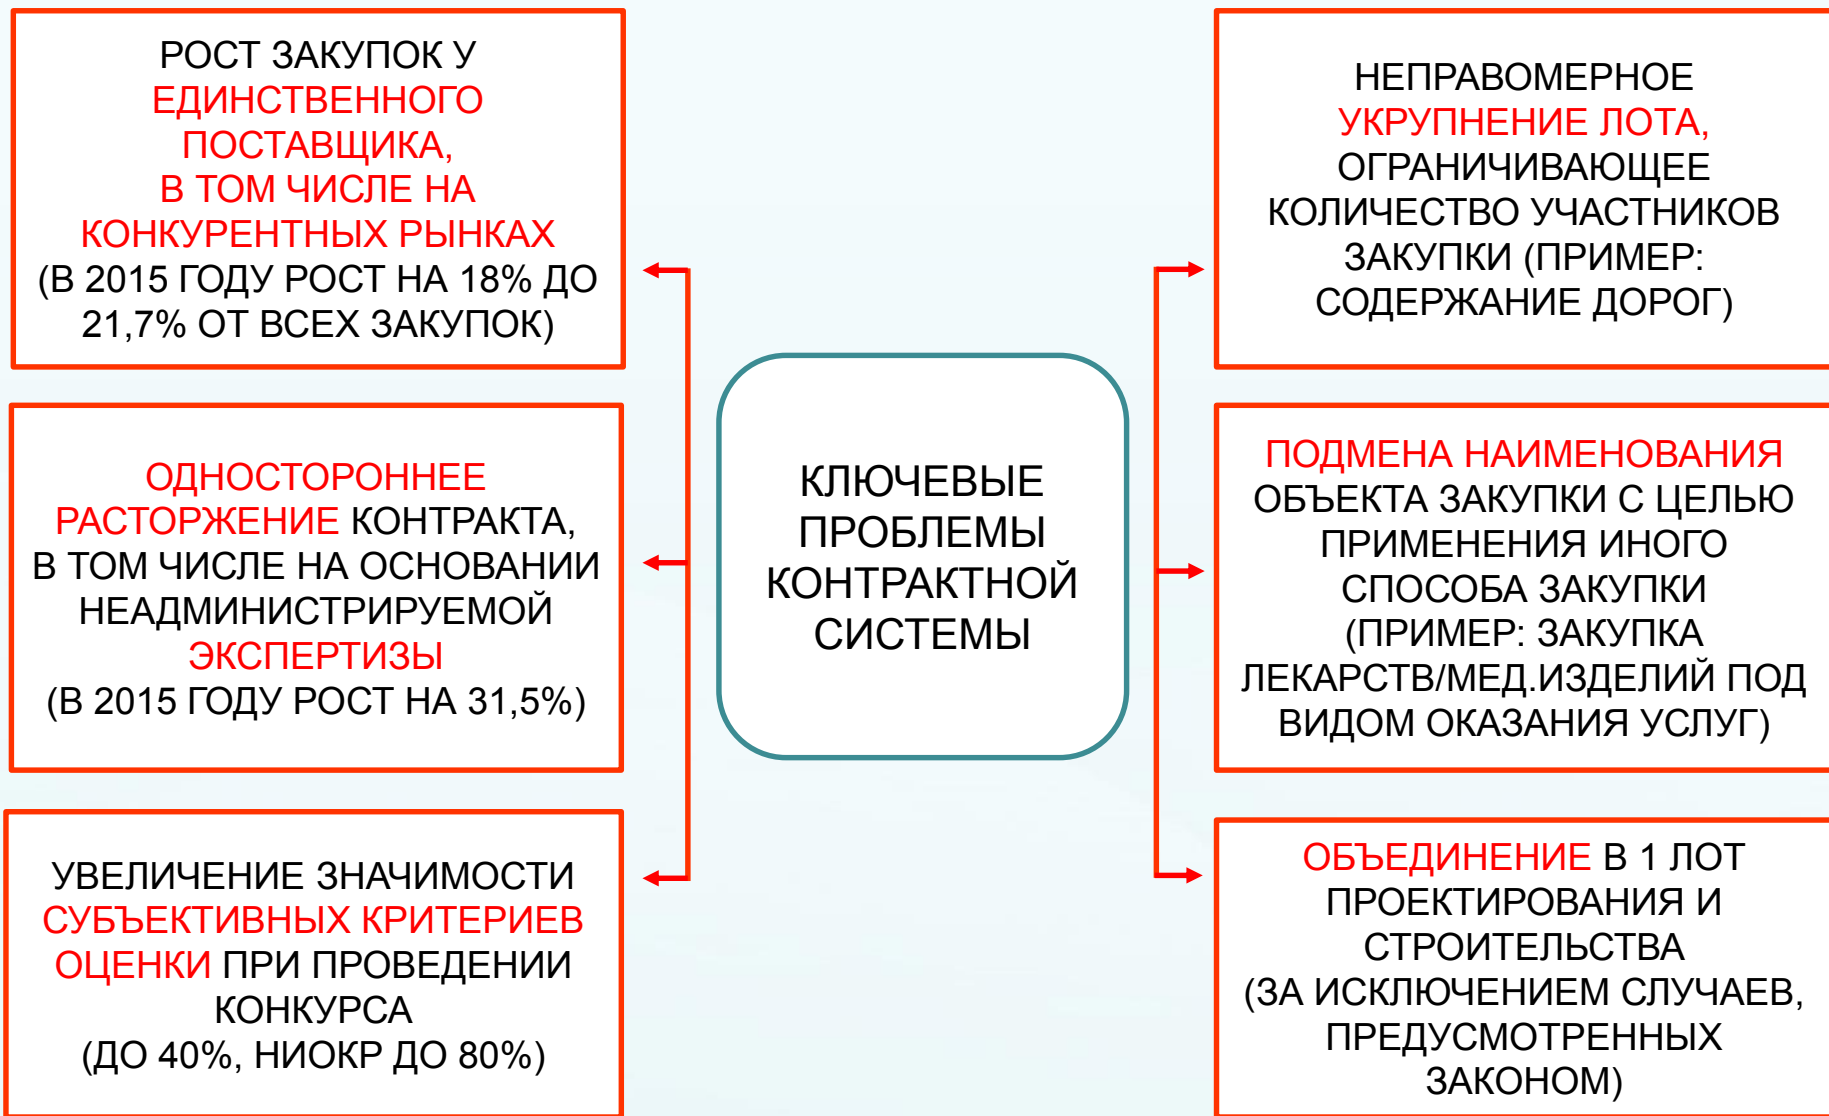 РОСТ ЗАКУПОК У
ЕДИНСТВЕННОГО
ПОСТАВЩИКА,
В ТОМ ЧИСЛЕ НА
КОНКУРЕНТНЫХ РЫНКАХ
(В 2015 ГОДУ РОСТ НА 18% ДО
21,7% ОТ ВСЕХ ЗАКУПОК)
ОДНОСТОРОННЕЕ
РАСТОРЖЕНИЕ КОНТРАКТА,
В ТОМ ЧИСЛЕ НА ОСНОВАНИИ
НЕАДМИНИСТРИРУЕМОЙ
ЭКСПЕРТИЗЫ
(В 2015 ГОДУ РОСТ НА 31,5%)
УВЕЛИЧЕНИЕ ЗНАЧИМОСТИ
СУБЪЕКТИВНЫХ КРИТЕРИЕВ
ОЦЕНКИ ПРИ ПРОВЕДЕНИИ
КОНКУРСА
(ДО 40%, НИОКР ДО 80%)
КЛЮЧЕВЫЕ
ПРОБЛЕМЫ
КОНТРАКТНОЙ
СИСТЕМЫ
НЕПРАВОМЕРНОЕ
УКРУПНЕНИЕ ЛОТА,
ОГРАНИЧИВАЮЩЕЕ
КОЛИЧЕСТВО УЧАСТНИКОВ
ЗАКУПКИ (ПРИМЕР:
СОДЕРЖАНИЕ ДОРОГ)
ПОДМЕНА НАИМЕНОВАНИЯ
ОБЪЕКТА ЗАКУПКИ С ЦЕЛЬЮ
ПРИМЕНЕНИЯ ИНОГО
СПОСОБА ЗАКУПКИ
(ПРИМЕР: ЗАКУПКА
ЛЕКАРСТВ/МЕД.ИЗДЕЛИЙ ПОД
ВИДОМ ОКАЗАНИЯ УСЛУГ)
ОБЪЕДИНЕНИЕ В 1 ЛОТ
ПРОЕКТИРОВАНИЯ И
СТРОИТЕЛЬСТВА
(ЗА ИСКЛЮЧЕНИЕМ СЛУЧАЕВ,
ПРЕДУСМОТРЕННЫХ
ЗАКОНОМ)